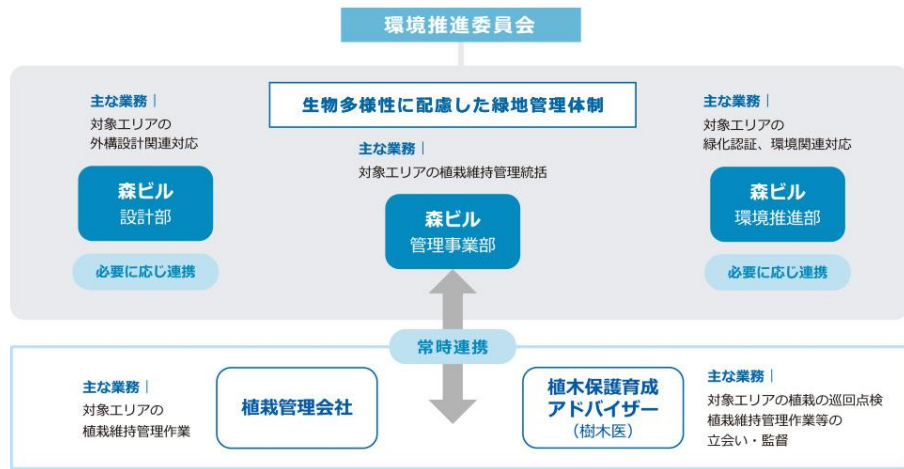 環境推進委員会
生物多様性に配慮した緑地管理体制
主な業務｜
対象エリアの
外構設計関連対応
森ビル
設計部
必要に応じ連携
主な業務｜
対象エリアの植栽維持管理統括
森ビル
管理事業部
主な業務｜
対象エリアの
緑化認証、環境関連対応
森ビル
環境推進部
必要に応じ連携
常時連携
主な業務｜
対象エリアの
植栽維持管理作業
植栽管理会社
植木保護育成
アドバイザー
（樹木医）
主な業務｜
対象エリアの植栽の巡回点検
植栽維持管理作業等の
立会い・監督